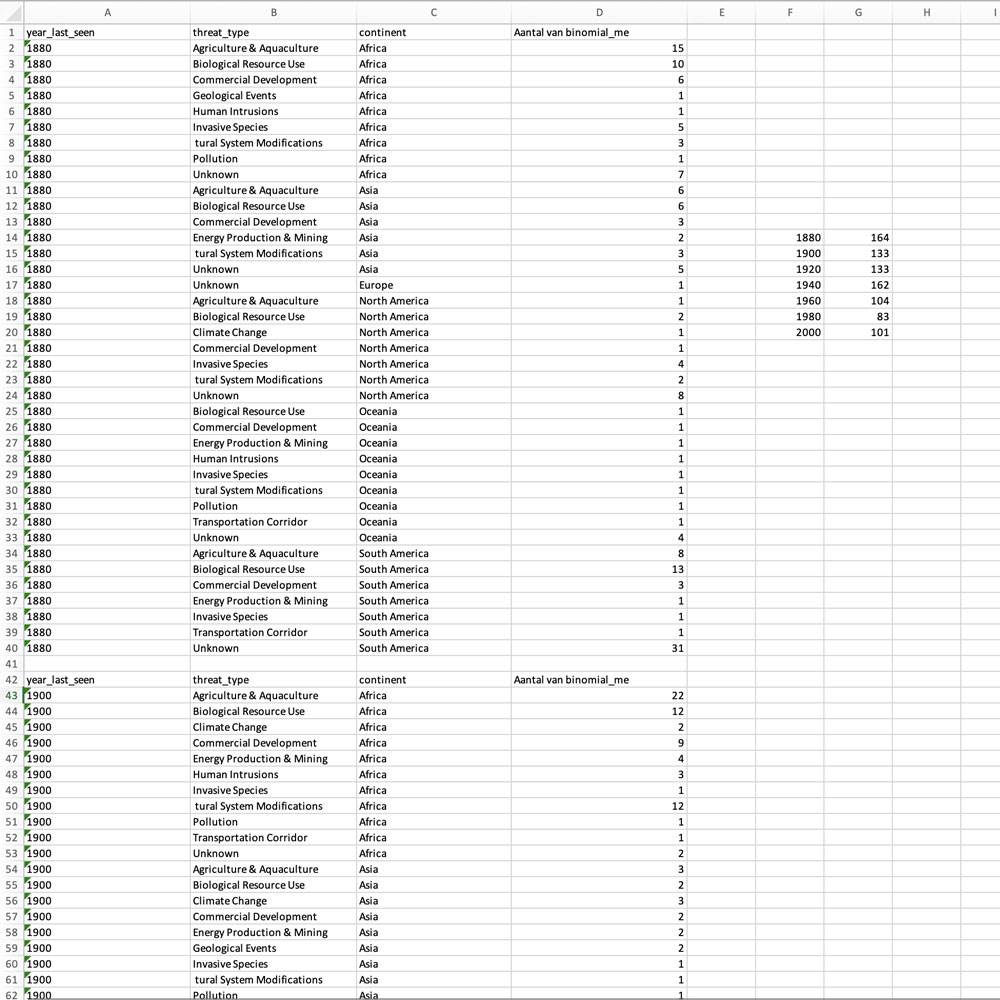 A B C D E F G H I
1 year_last_seen threat_type continent Aantal van binomial_me
2 1880 Agriculture & Aquaculture Africa 15
3 1880 Biological Resource Use Africa 10
4 1880 Commercial Development Africa 6
5 1880 Geological Events Africa 1
6 1880 Human Intrusions Africa 1
7 1880 Invasive Species Africa 5
8 1880 tural System Modifications Africa 3
9 1880 Pollution Africa 1
10 1880 Unknown Africa 7
11 1880 Agriculture & Aquaculture Asia 6
12 1880 Biological Resource Use Asia 6
13 1880 Commercial Development Asia 3
14 1880 Energy Production & Mining Asia 2 1880 164
15 1880 tural System Modifications Asia 3 1900 133
16 1880 Unknown Asia 5 1920 133
17 1880 Unknown Europe 1 1940 162
18 1880 Agriculture & Aquaculture North America 1 1960 104
19 1880 Biological Resource Use North America 2 1980 83
20 1880 Climate Change North America 1 2000 101
21 1880 Commercial Development North America 1
22 1880 Invasive Species North America 4
23 1880 tural System Modifications North America 2
24 1880 Unknown North America 8
25 1880 Biological Resource Use Oceania 1
26 1880 Commercial Development Oceania 1
27 1880 Energy Production & Mining Oceania 1
28 1880 Human Intrusions Oceania 1
29 1880 Invasive Species Oceania 1
30 1880 tural System Modifications Oceania 1
31 1880 Pollution Oceania 1
32 1880 Transportation Corridor Oceania 1
33 1880 Unknown Oceania 4
34 1880 Agriculture & Aquaculture South America 8
35 1880 Biological Resource Use South America 13
36 1880 Commercial Development South America 3
37 1880 Energy Production & Mining South America 1
38 1880 Invasive Species South America 1
39 1880 Transportation Corridor South America 1
40 1880 Unknown South America 31
41
42 year_last_seen threat_type continent Aantal van binomial_me
43 1900 Agriculture & Aquaculture Africa 22
44 1900 Biological Resource Use Africa 12
45 1900 Climate Change Africa 2
46 1900 Commercial Development Africa 9
47 1900 Energy Production & Mining Africa 4
48 1900 Human Intrusions Africa 3
49 1900 Invasive Species Africa 1
50 1900 tural System Modifications Africa 12
51 1900 Pollution Africa 1
52 1900 Transportation Corridor Africa 1
53 1900 Unknown Africa 2
54 1900 Agriculture & Aquaculture Asia 3
55 1900 Biological Resource Use Asia 2
56 1900 Climate Change Asia 3
57 1900 Commercial Development Asia 2
58 1900 Energy Production & Mining Asia 2
59 1900 Geological Events Asia 2
60 1900 Invasive Species Asia 1
61 1900 tural System Modifications Asia 1
62 1900 Pollution Asia 1